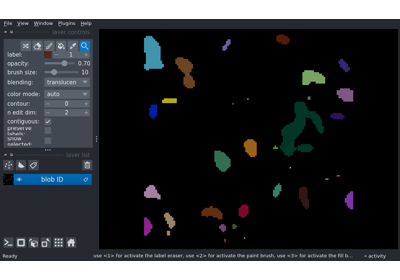 File View Window Plugins Help
layer controls
label: 1
opacity: 0.70
brush size: 10
blending: translucen
color mode: auto
contour: 0
n edit dim: 2
contiguous:
preserve labels:
show selected:
layer list
blob ID
Ready use <1> for activate the label eraser, use <2> for activate the paint brush, use <3> for activate the fill b... activity